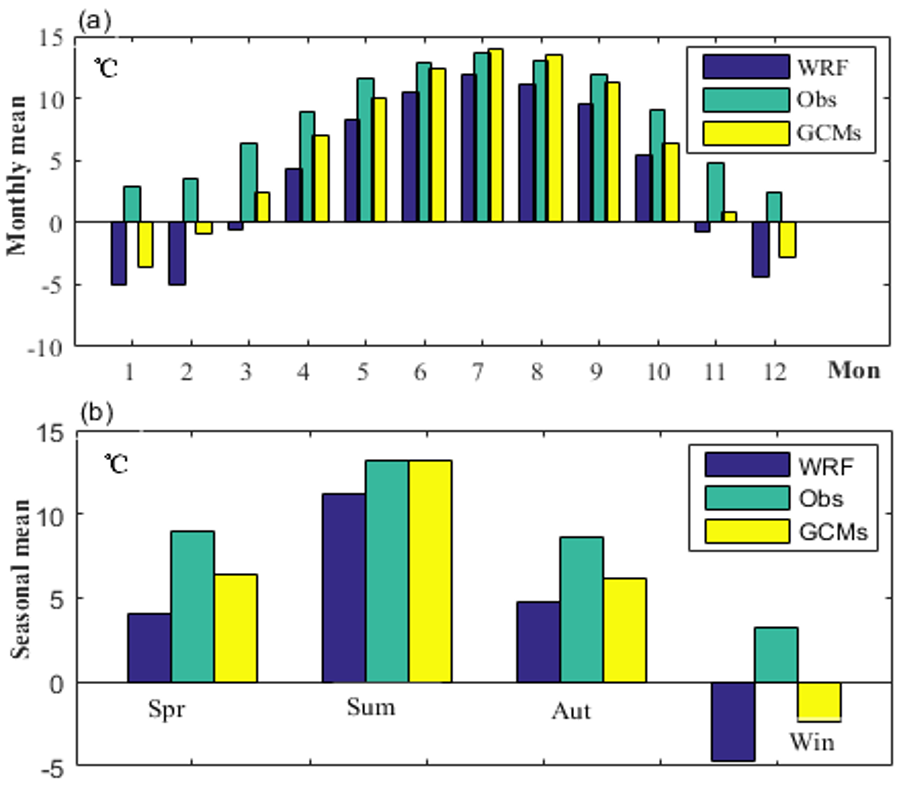 (a)
15
10
5
0
-5
-10
Monthly mean
℃
WRF
Obs
GCMs
1 2 3 4 5 6 7 8 9 10 11 12 Mon
(b)
15
10
5
0
-5
Seasonal mean
℃
WRF
Obs
GCMs
Spr Sum Aut Win